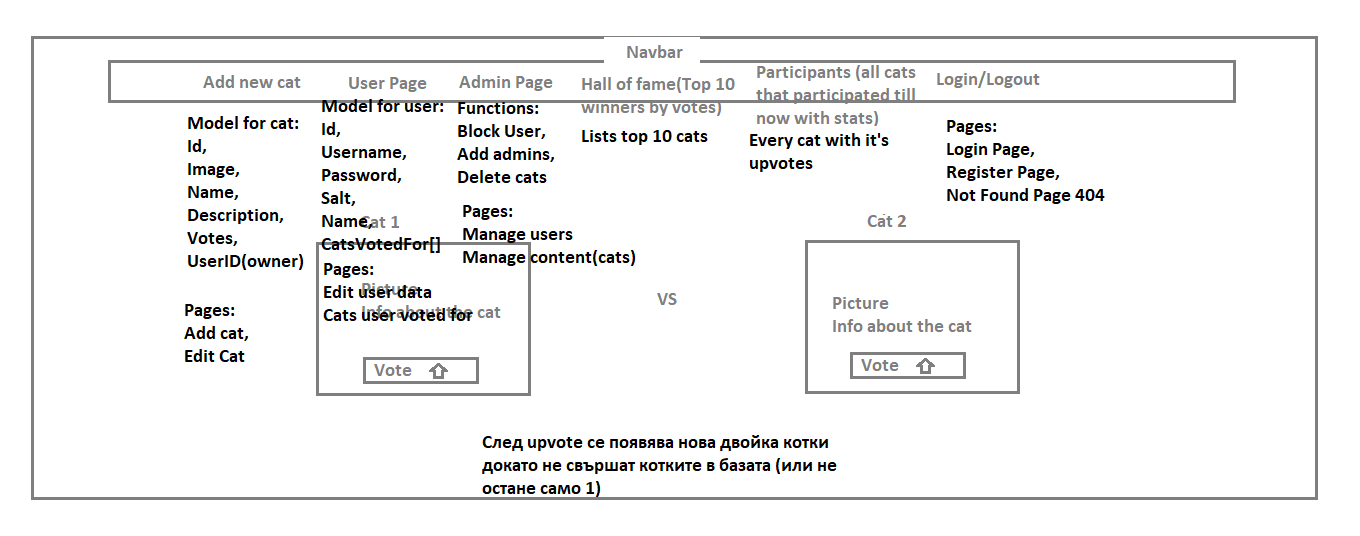 Navbar
Add new cat
User Page
Admin Page
Hall of fame(Top 10
winners by votes)
Participants (all cats
that participated till
now with stats)
Login/Logout
Model for cat:
Id,
Image,
Name,
Description,
Votes,
UserID(owner)
Pages:
Add cat,
Edit Cat
Model for user:
Id,
Username,
Password,
Salt,
Name,
CatsVotedFor[]
Pages:
Edit user data
Cats user voted for
Functions:
Block User,
Add admins,
Delete cats
Pages:
Manage users
Manage content(cats)
Lists top 10 cats
Every cat with it's
upvotes
Pages:
Login Page,
Register Page,
Not Found Page 404
Cat 1
Picture
Info about the cat
Vote
VS
Cat 2
Picture
Info about the cat
Vote
След upvote се появява нова двойка котки
докато не свършат котките в базата (или не
остане само 1)